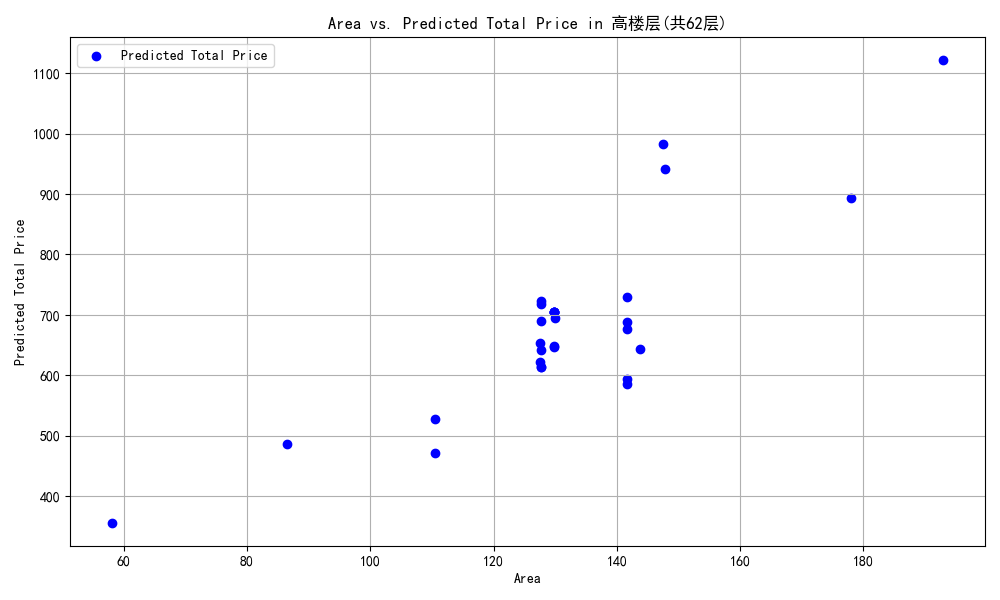 Area vs. Predicted Total Price in 高楼层(共62层)
Predicted Total Price
1100
1000
900
800
700
600
500
400
Predicted Total Price
60 80 100 120 140 160 180
Area